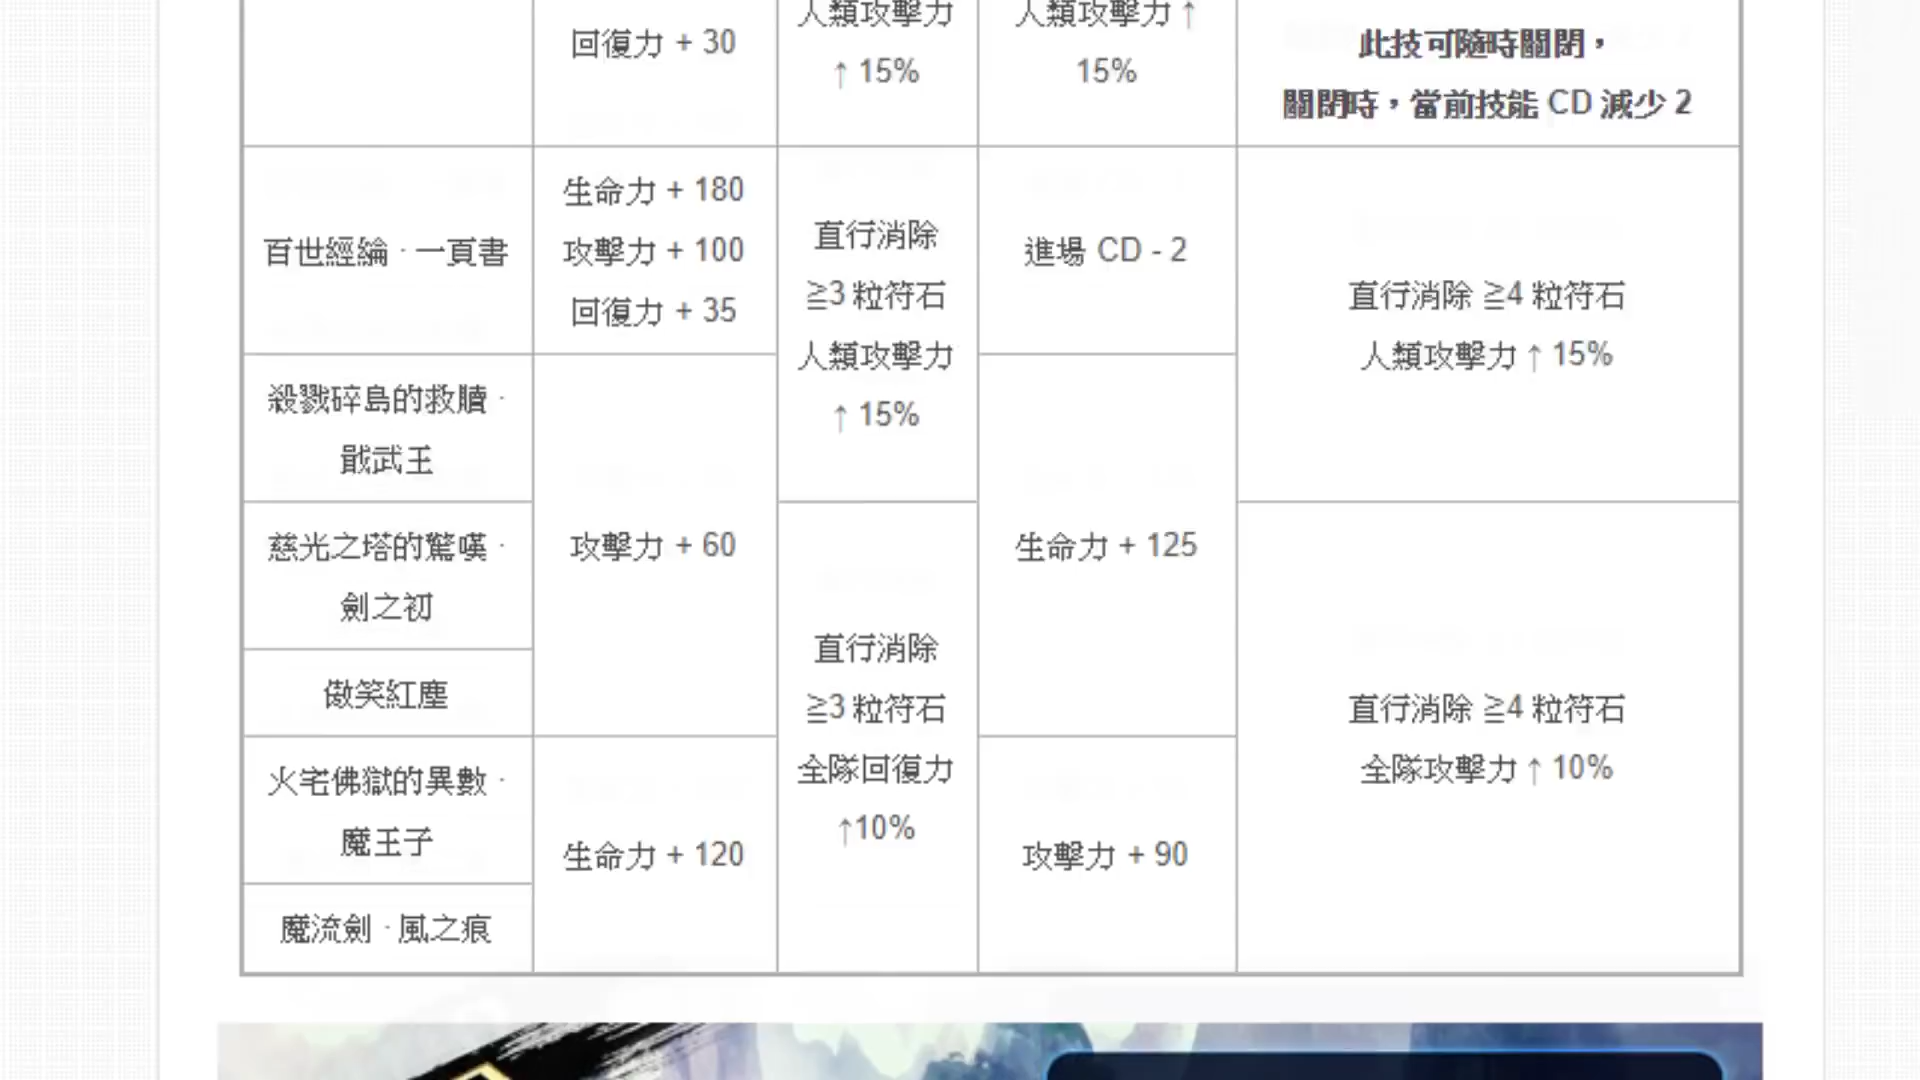 回復力 + 30
人類攻擊力
↑ 15%
人類攻擊力 ↑
15%
此技可隨時關閉，
關閉時，當前技能 CD 減少 2
百世經綸 · 一頁書
生命力 + 180
攻擊力 + 100
回復力 + 35
直行消除
≧3 粒符石
人類攻擊力
↑ 15%
進場 CD - 2
直行消除 ≧4 粒符石
人類攻擊力 ↑ 15%
殺戮碎島的救贖 ·
戢武王
攻擊力 + 60
生命力 + 125
慈光之塔的驚嘆 ·
劍之初
直行消除
≧3 粒符石
全隊回復力
↑10%
直行消除 ≧4 粒符石
全隊攻擊力 ↑ 10%
傲笑紅塵
火宅佛獄的異數 ·
魔王子
生命力 + 120
攻擊力 + 90
魔流劍 · 風之痕